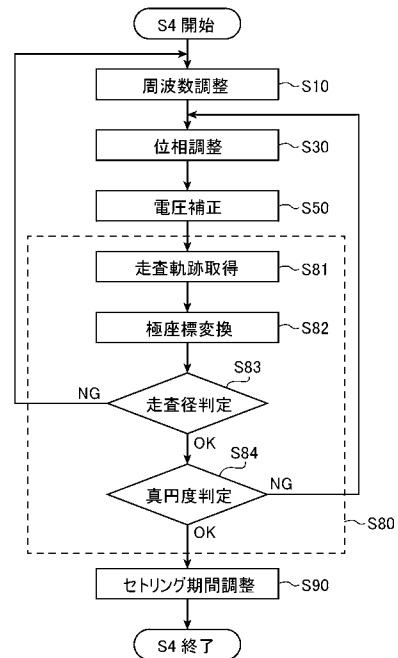 S4 開始
周波数調整 S10
位相調整 S30
電圧補正 S50
走査軌跡取得 S81
極座標変換 S82
S83
NG 走査径判定
OK
S84
真円度判定 NG
S80
OK
セトリング期間調整 S90
S4 終了